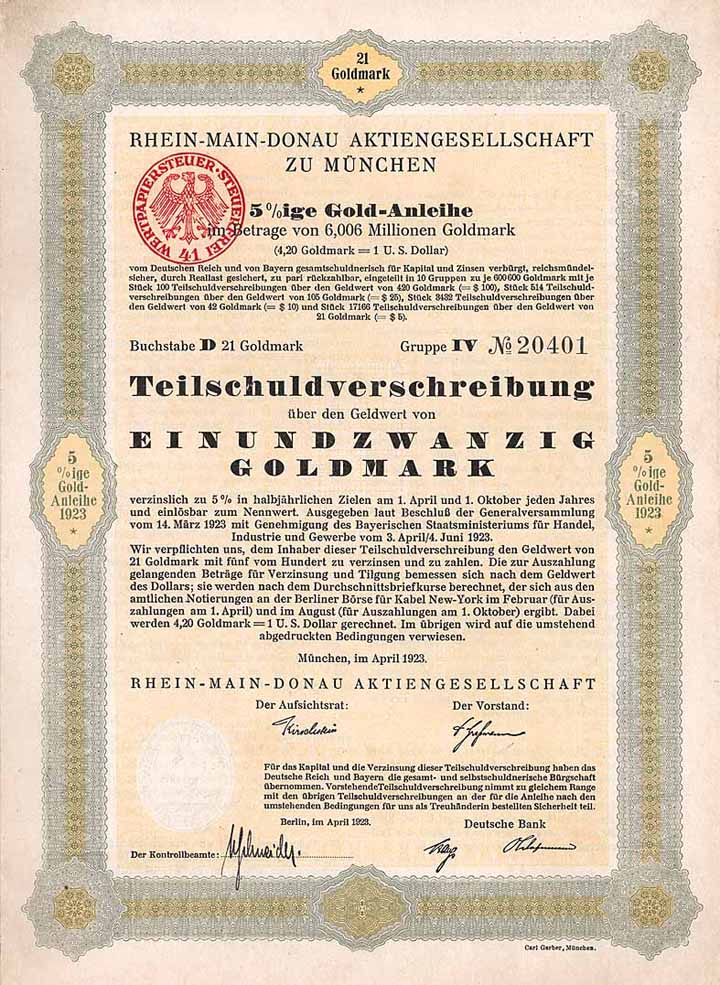 21
Goldmark
*
RHEIN-MAIN-DONAU AKTIENGESELLSCHAFT
ZU MÜNCHEN
WERTPAPIERSTEUER · STEUERFREI
41
5%ige Gold-Anleihe
im Betrage von 6,006 Millionen Goldmark
(4,20 Goldmark = 1 U. S. Dollar)
vom Deutschen Reich und von Bayern gesamtschuldnerisch für Kapital und Zinsen verbürgt, reichsmündel-
sicher, durch Reallast gesichert, zu pari rückzahlbar, eingeteilt in 10 Gruppen zu je 600600 Goldmark mit je
Stück 100 Teilschuldverschreibungen über den Geldwert von 420 Goldmark (= $ 100), Stück 514 Teilschuld-
verschreibungen über den Geldwert von 105 Goldmark (= $ 25), Stück 3432 Teilschuldverschreibungen über
den Geldwert von 42 Goldmark (= $ 10) und Stück 17166 Teilschuldverschreibungen über den Geldwert von
21 Goldmark (= $ 5).
Buchstabe D 21 Goldmark Gruppe IV № 20401
Teilschuldverschreibung
über den Geldwert von
EINUNDZWANZIG
GOLDMARK
5
%ige
Gold-
Anleihe
1923
*
5
%ige
Gold-
Anleihe
1923
*
verzinslich zu 5% in halbjährlichen Zielen am 1. April und 1. Oktober jeden Jahres
und einlösbar zum Nennwert. Ausgegeben laut Beschluß der Generalversammlung
vom 14. März 1923 mit Genehmigung des Bayerischen Staatsministeriums für Handel,
Industrie und Gewerbe vom 3. April/4. Juni 1923.
Wir verpflichten uns, dem Inhaber dieser Teilschuldverschreibung den Geldwert von
21 Goldmark mit fünf vom Hundert zu verzinsen und zu zahlen. Die zur Auszahlung
gelangenden Beträge für Verzinsung und Tilgung bemessen sich nach dem Geldwert
des Dollars; sie werden nach dem Durchschnittsbriefkurse berechnet, der sich aus den
amtlichen Notierungen an der Berliner Börse für Kabel New-York im Februar (für Aus-
zahlungen am 1. April) und im August (für Auszahlungen am 1. Oktober) ergibt. Dabei
werden 4,20 Goldmark = 1 U. S. Dollar gerechnet. Im übrigen wird auf die umstehend
abgedruckten Bedingungen verwiesen.
München, im April 1923.
RHEIN-MAIN-DONAU AKTIENGESELLSCHAFT
Der Aufsichtsrat: Der Vorstand:
Für das Kapital und die Verzinsung dieser Teilschuldverschreibung haben das
Deutsche Reich und Bayern die gesamt- und selbstschuldnerische Bürgschaft
übernommen. Vorstehende Teilschuldverschreibung nimmt zu gleichem Range
mit den übrigen Teilschuldverschreibungen an der für die Anleihe nach den
umstehenden Bedingungen für uns als Treuhänderin bestellten Sicherheit teil.
Berlin, im April 1923. Deutsche Bank
Der Kontrollbeamte: Schneider.
Carl Gerber, München.